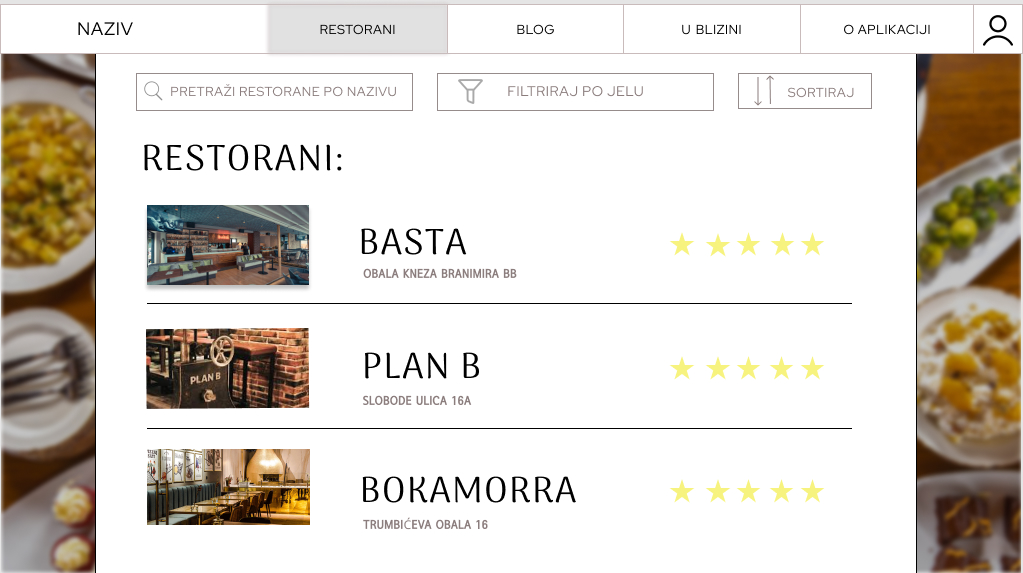 NAZIV
RESTORANI
BLOG
U BLIZINI
O APLIKACIJI
PRETRAŽI RESTORANE PO NAZIVU
FILTRIRAJ PO JELU
SORTIRAJ
RESTORANI:
BASTA
OBALA KNEZA BRANIMIRA BB
PLAN B
PLAN B
SLOBODE ULICA 16A
BOKAMORRA
TRUMBIĆEVA OBALA 16